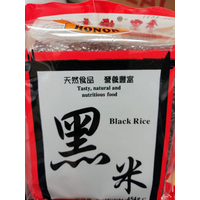 HONOR
天然食品 營養豐富
Tasty, natural and
nutritious food
Black Rice
黑
米